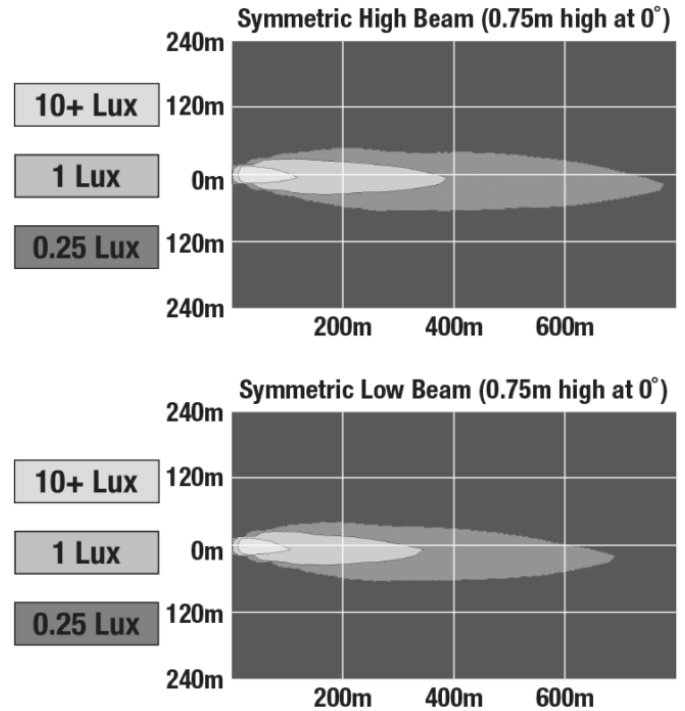 Symmetric High Beam (0.75m high at 0˚)
240m
10+ Lux
120m
1 Lux
0m
0.25 Lux
120m
240m
200m 400m 600m
Symmetric Low Beam (0.75m high at 0˚)
240m
10+ Lux
120m
1 Lux
0m
0.25 Lux
120m
240m
200m 400m 600m